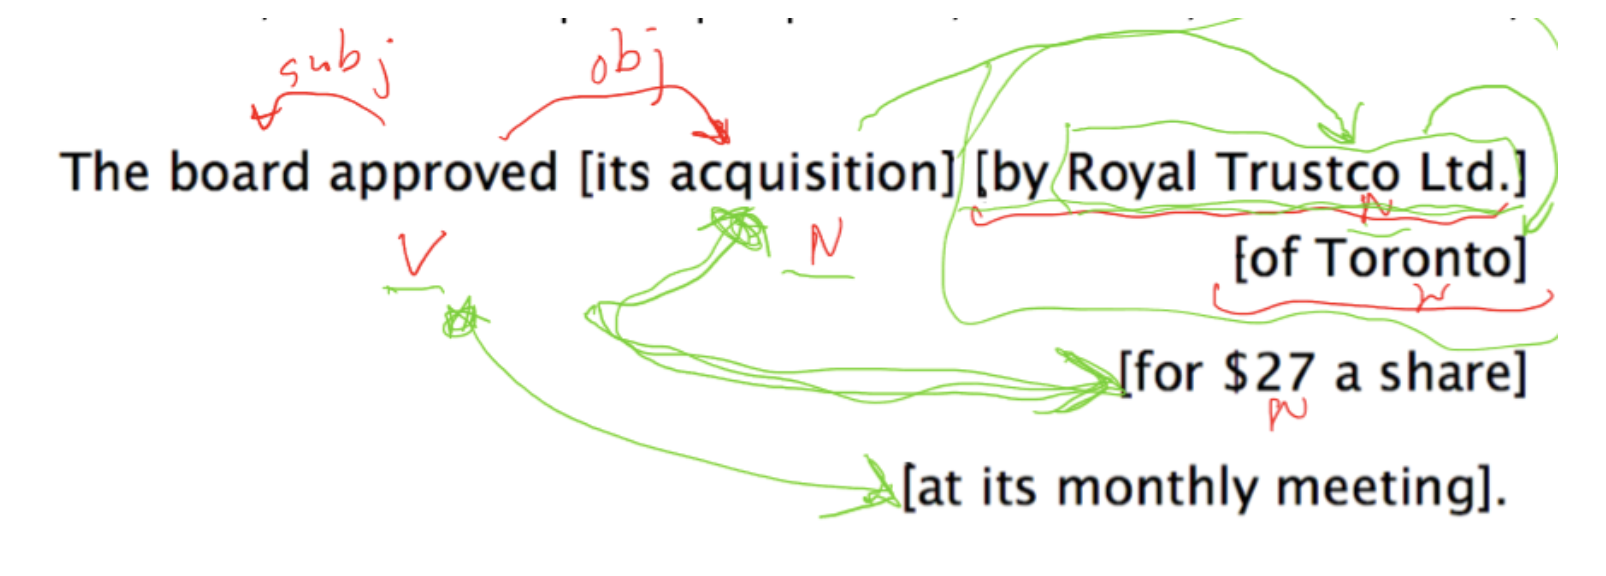 subj obj
The board approved [its acquisition] [by Royal Trustco Ltd.]
N
V N
[of Toronto]
N
[for $27 a share]
N
[at its monthly meeting].